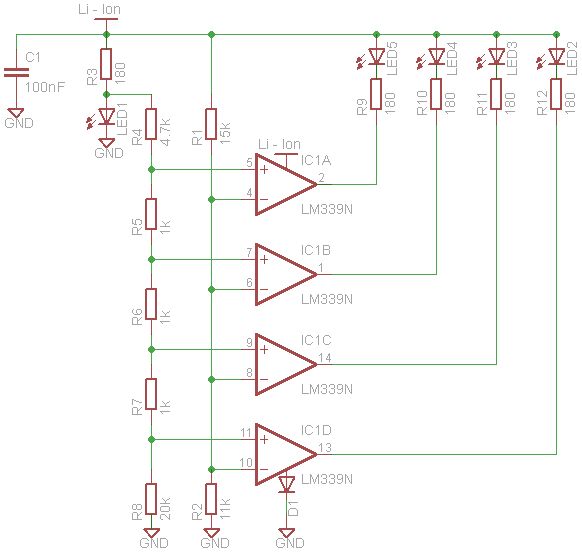 Li - Ion
C1
100nF
GND
R3
180
LED1
GND
R4
4.7k
R1
15k
R5
1k
R6
1k
R7
1k
R8
20K
GND
R2
11k
GND
Li - Ion
IC1A
5
4
2
LM339N
IC1B
7
6
1
LM339N
IC1C
9
8
14
LM339N
IC1D
11
10
13
LM339N
D1
GND
LED5
R9
180
LED4
R10
180
LED3
R11
180
LED2
R12
180